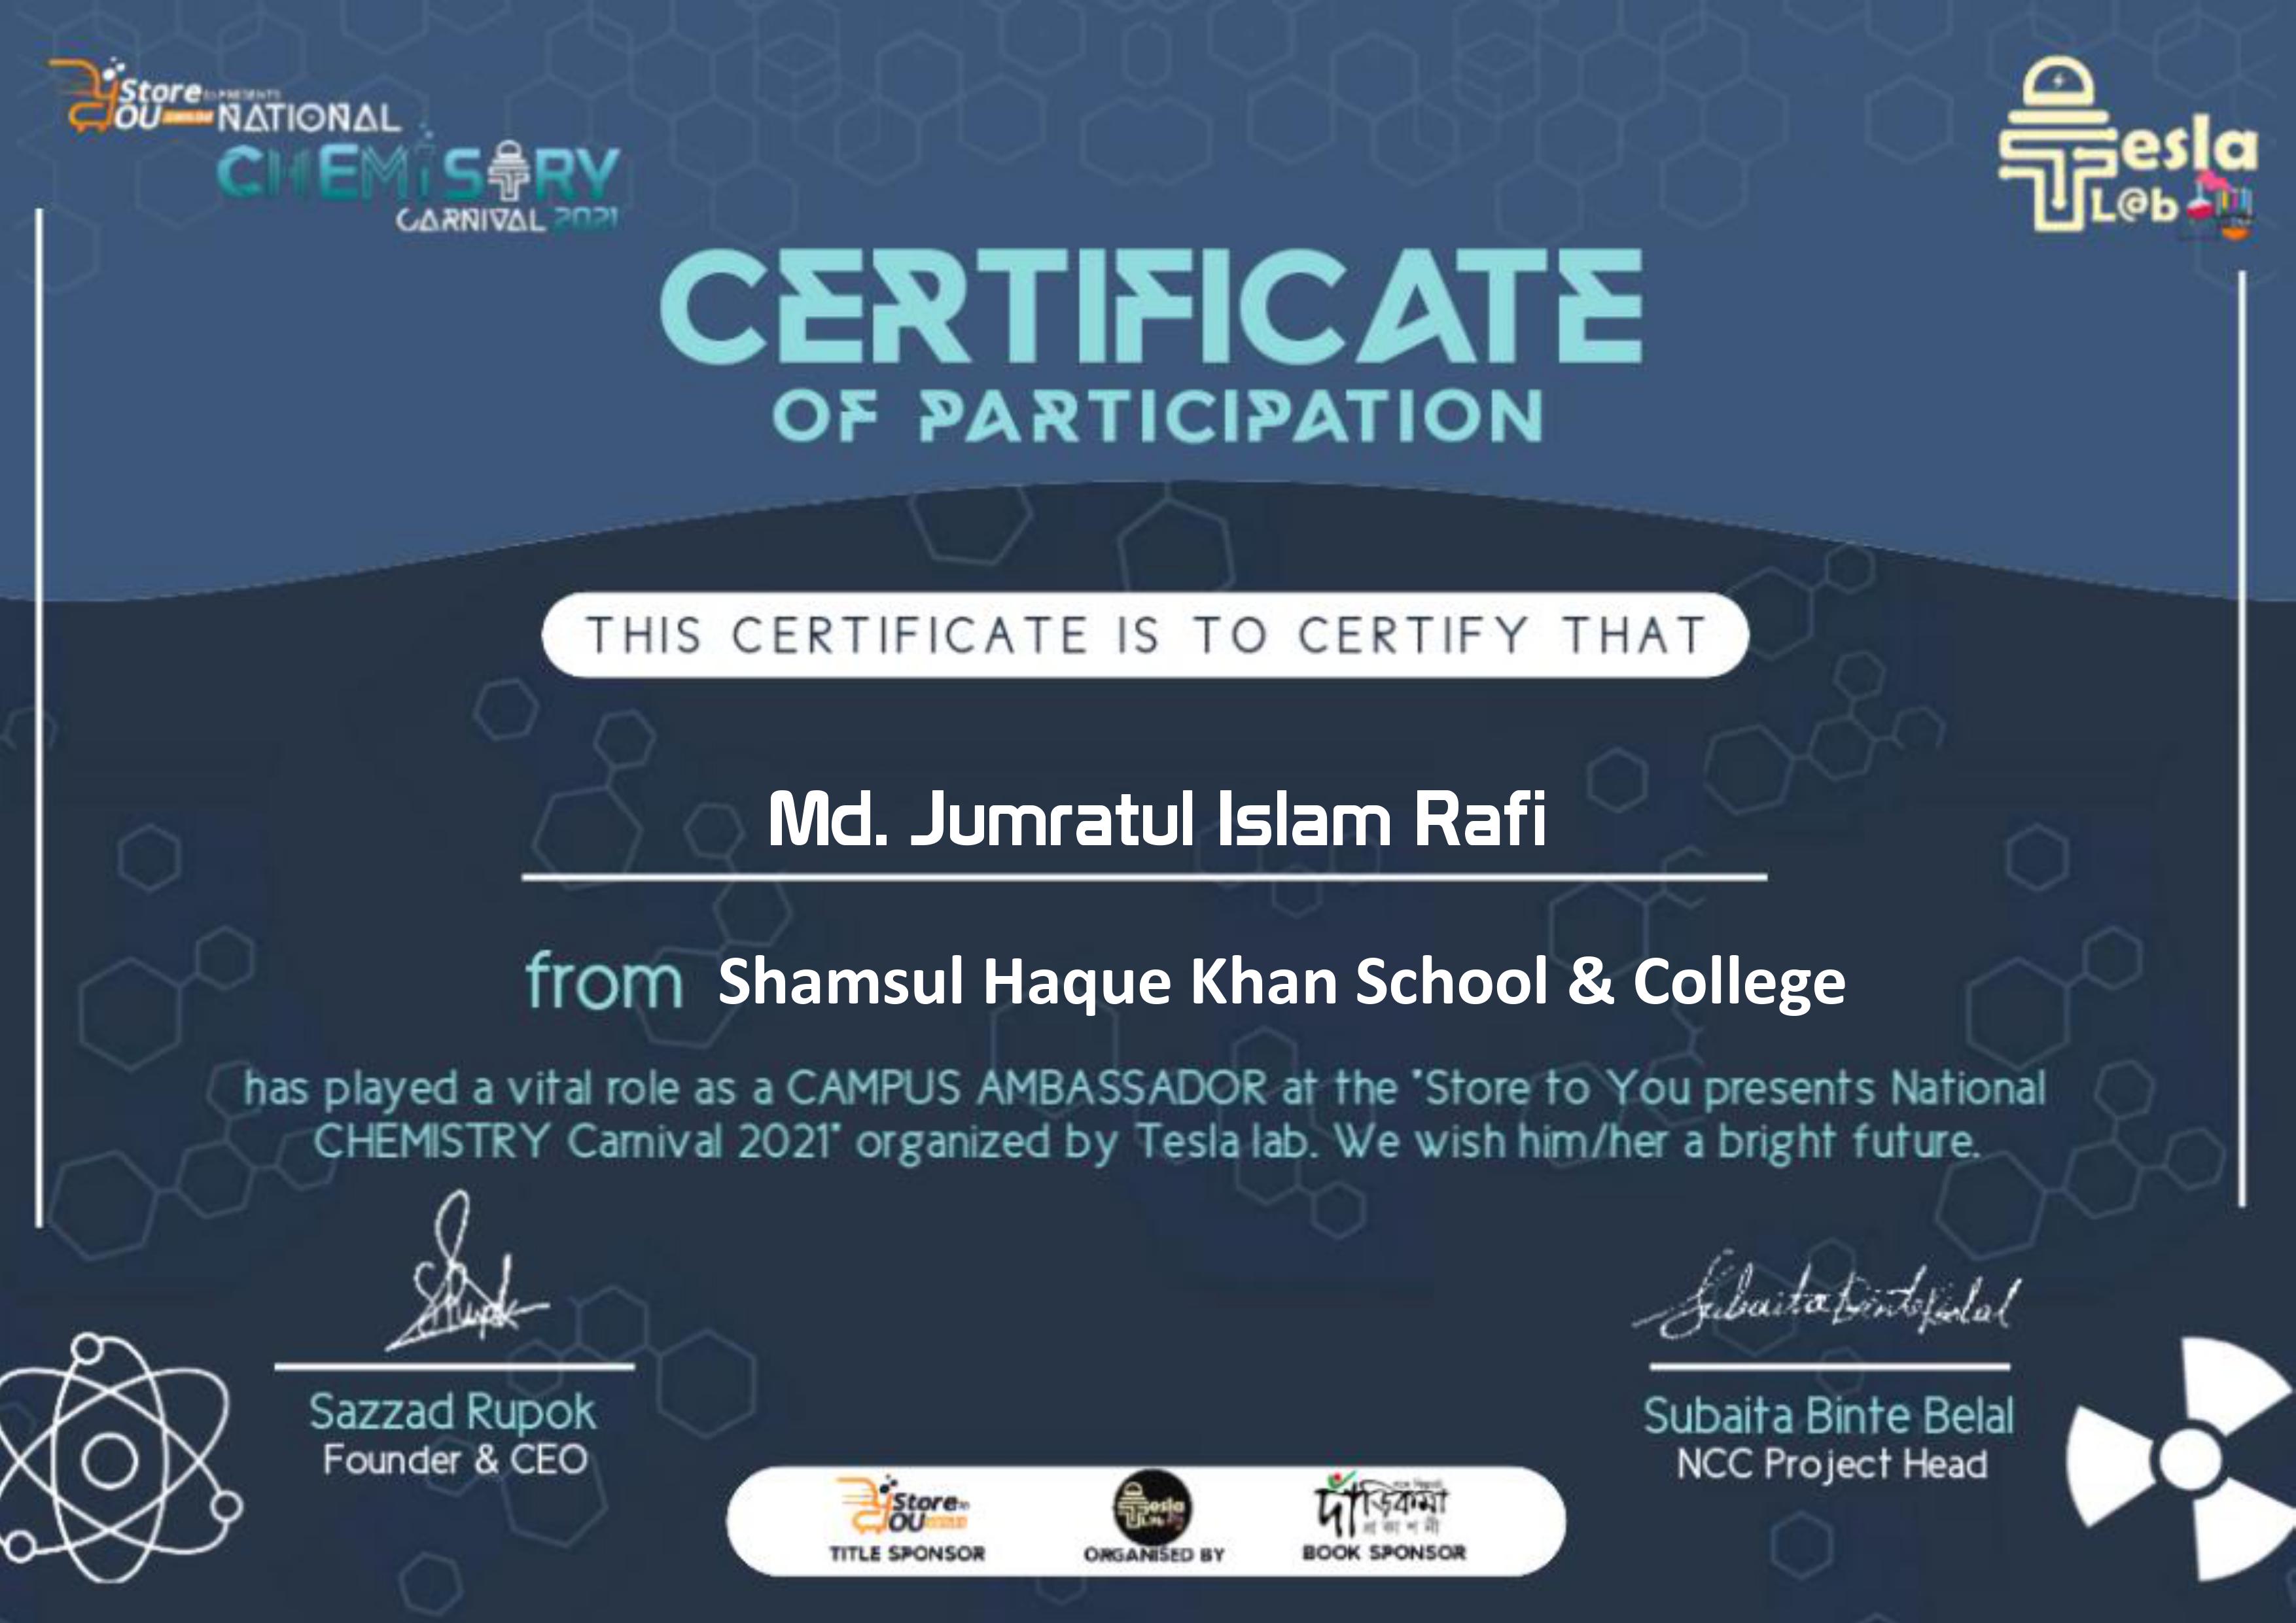 Store to PRESENTS
YOU NATIONAL
CHEMISTRY
CARNIVAL 2021
Tesla
L@b
CERTIFICATE
OF PARTICIPATION
THIS CERTIFICATE IS TO CERTIFY THAT
Md. Jumratul Islam Rafi
from Shamsul Haque Khan School & College
has played a vital role as a CAMPUS AMBASSADOR at the "Store to You presents National
CHEMISTRY Carnival 2021" organized by Tesla lab. We wish him/her a bright future.
Rupok
Subaita Binte Belal
Sazzad Rupok
Founder & CEO
Subaita Binte Belal
NCC Project Head
Store to
YOU
TITLE SPONSOR
Tesla
L@b
ORGANISED BY
দাঁড়িকমা
প্রকাশনী
BOOK SPONSOR